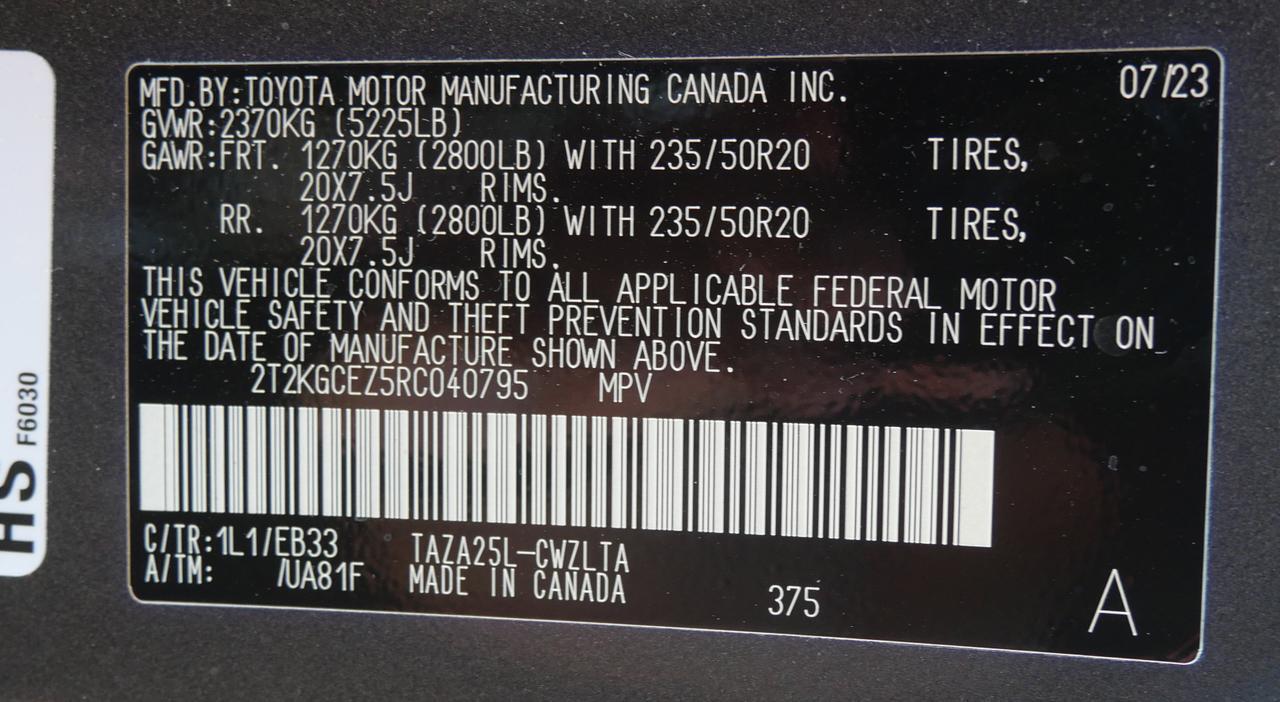 MFD.BY:TOYOTA MOTOR MANUFACTURING CANADA INC. 07/23
GVWR:2370KG (5225LB)
GAWR:FRT. 1270KG (2800LB) WITH 235/50R20 TIRES,
20X7.5J RIMS.
RR. 1270KG (2800LB) WITH 235/50R20 TIRES,
20X7.5J RIMS.
THIS VEHICLE CONFORMS TO ALL APPLICABLE FEDERAL MOTOR
VEHICLE SAFETY AND THEFT PREVENTION STANDARDS IN EFFECT ON
THE DATE OF MANUFACTURE SHOWN ABOVE.
2T2KGCEZ5RC040795 MPV
C/TR:1L1/EB33 TAZA25L-CWZLTA
A/TM: /UA81F MADE IN CANADA
375
A
HS F6030